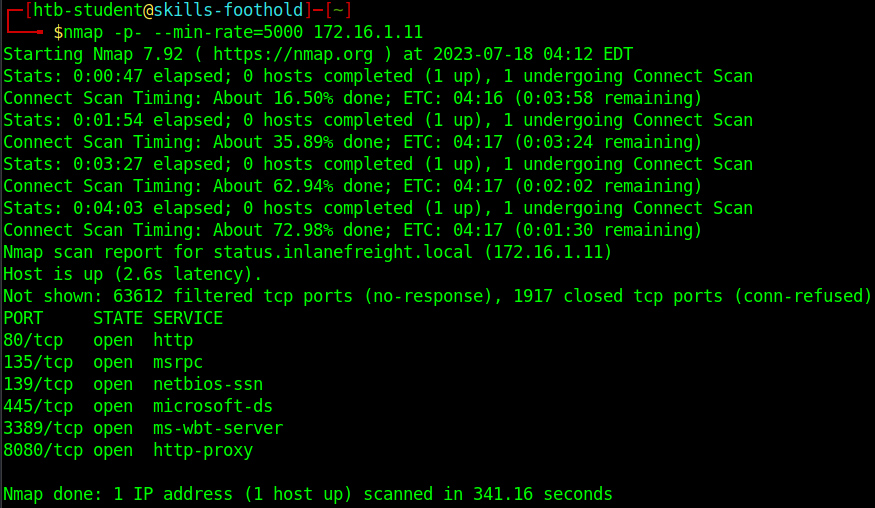 ┌─[htb-student@skills-foothold]─[~]
└──╼ $nmap -p- --min-rate=5000 172.16.1.11
Starting Nmap 7.92 ( https://nmap.org ) at 2023-07-18 04:12 EDT
Stats: 0:00:47 elapsed; 0 hosts completed (1 up), 1 undergoing Connect Scan
Connect Scan Timing: About 16.50% done; ETC: 04:16 (0:03:58 remaining)
Stats: 0:01:54 elapsed; 0 hosts completed (1 up), 1 undergoing Connect Scan
Connect Scan Timing: About 35.89% done; ETC: 04:17 (0:03:24 remaining)
Stats: 0:03:27 elapsed; 0 hosts completed (1 up), 1 undergoing Connect Scan
Connect Scan Timing: About 62.94% done; ETC: 04:17 (0:02:02 remaining)
Stats: 0:04:03 elapsed; 0 hosts completed (1 up), 1 undergoing Connect Scan
Connect Scan Timing: About 72.98% done; ETC: 04:17 (0:01:30 remaining)
Nmap scan report for status.inlanefreight.local (172.16.1.11)
Host is up (2.6s latency).
Not shown: 63612 filtered tcp ports (no-response), 1917 closed tcp ports (conn-refused)
PORT     STATE SERVICE
80/tcp   open  http
135/tcp  open  msrpc
139/tcp  open  netbios-ssn
445/tcp  open  microsoft-ds
3389/tcp open  ms-wbt-server
8080/tcp open  http-proxy
Nmap done: 1 IP address (1 host up) scanned in 341.16 seconds